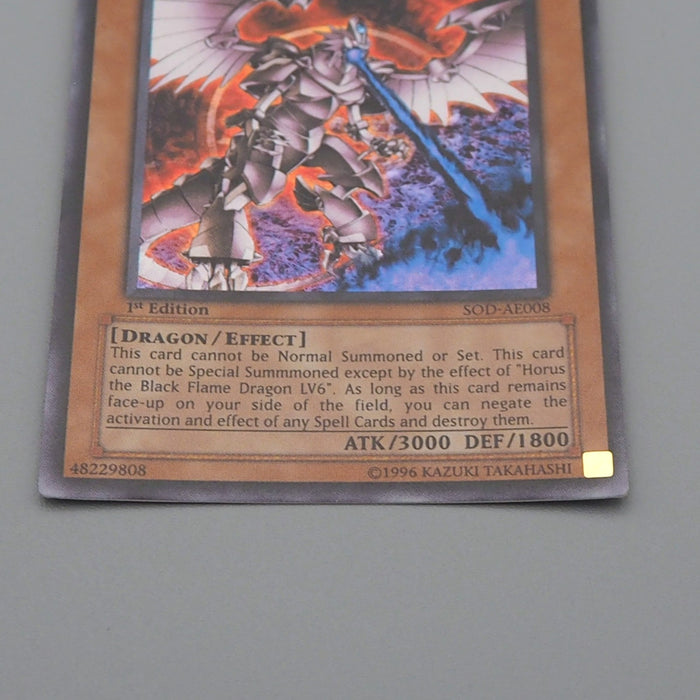 1st Edition SOD-AE008
[DRAGON/EFFECT]
This card cannot be Normal Summoned or Set. This card
cannot be Special Summmoned except by the effect of "Horus
the Black Flame Dragon LV6". As long as this card remains
face-up on your side of the field, you can negate the
activation and effect of any Spell Cards and destroy them.
ATK/3000 DEF/1800
48229808 ©1996 KAZUKI TAKAHASHI